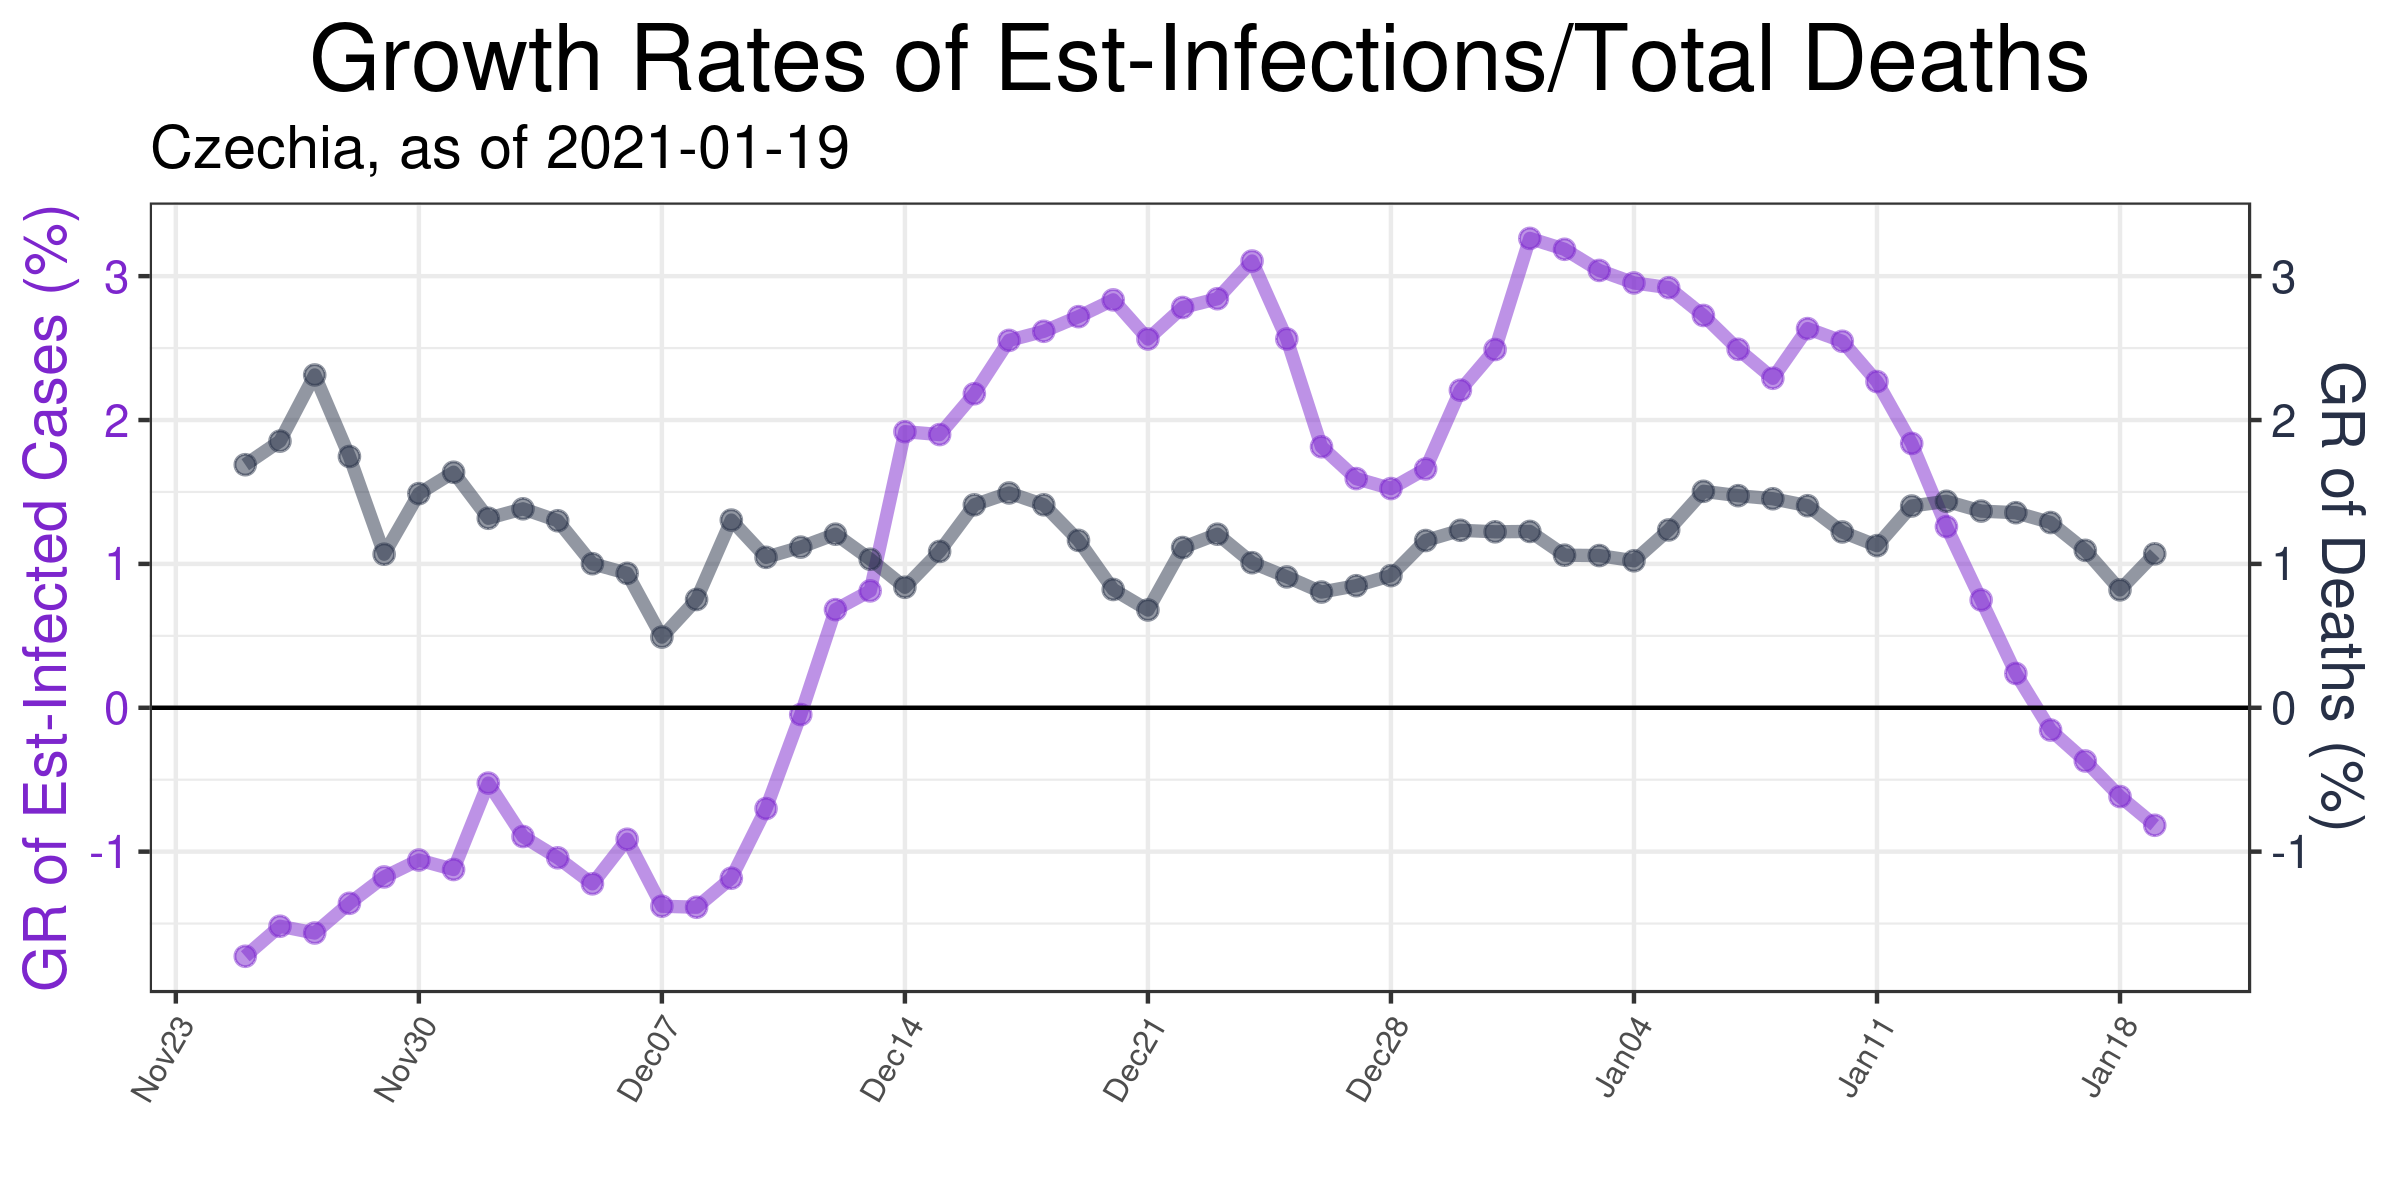 Growth Rates of Est-Infections/Total Deaths
Czechia, as of 2021-01-19
GR of Est-Infected Cases (%)
3
2
1
0
-1
3
2
1
0
-1
GR of Deaths (%)
Nov23
Nov30
Dec07
Dec14
Dec21
Dec28
Jan04
Jan11
Jan18